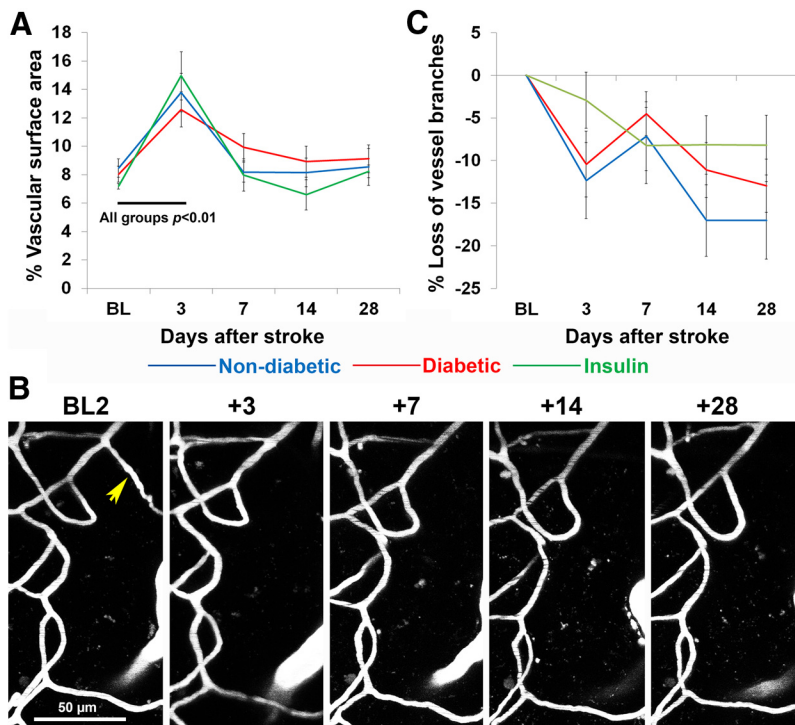 A
% Vascular surface area
18
16
14
12
10
8
6
4
2
0
All groups p<0.01
BL 3 7 14 28
Days after stroke
C
% Loss of vessel branches
0
-5
-10
-15
-20
-25
BL 3 7 14 28
Days after stroke
Non-diabetic Diabetic Insulin
B
BL2 +3 +7 +14 +28
50 µm